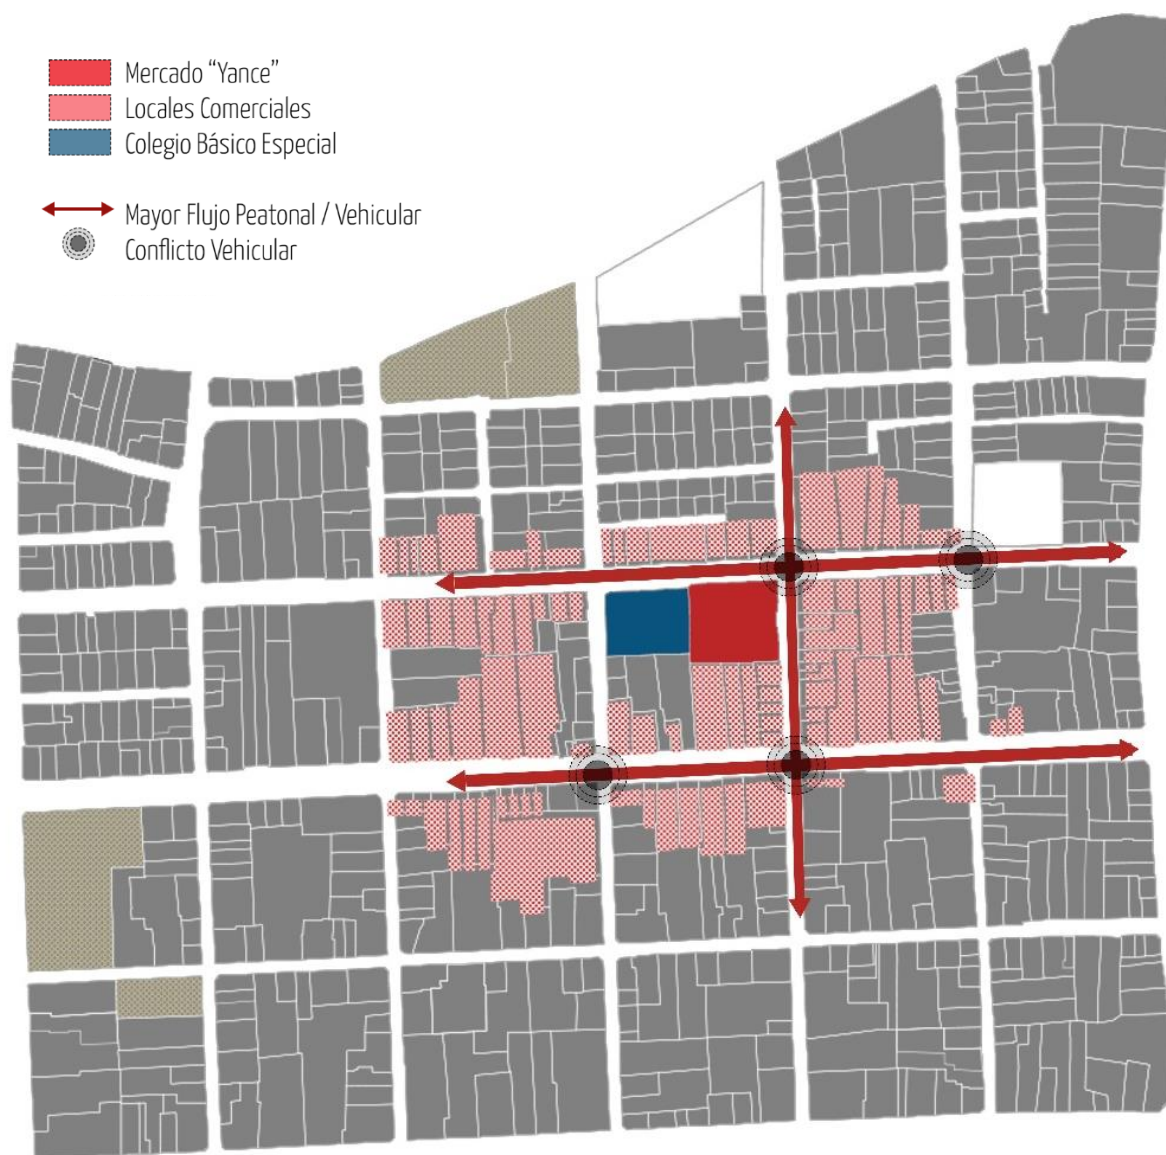 Mercado “Yance”
Locales Comerciales
Colegio Básico Especial
Mayor Flujo Peatonal / Vehicular
Conflicto Vehicular